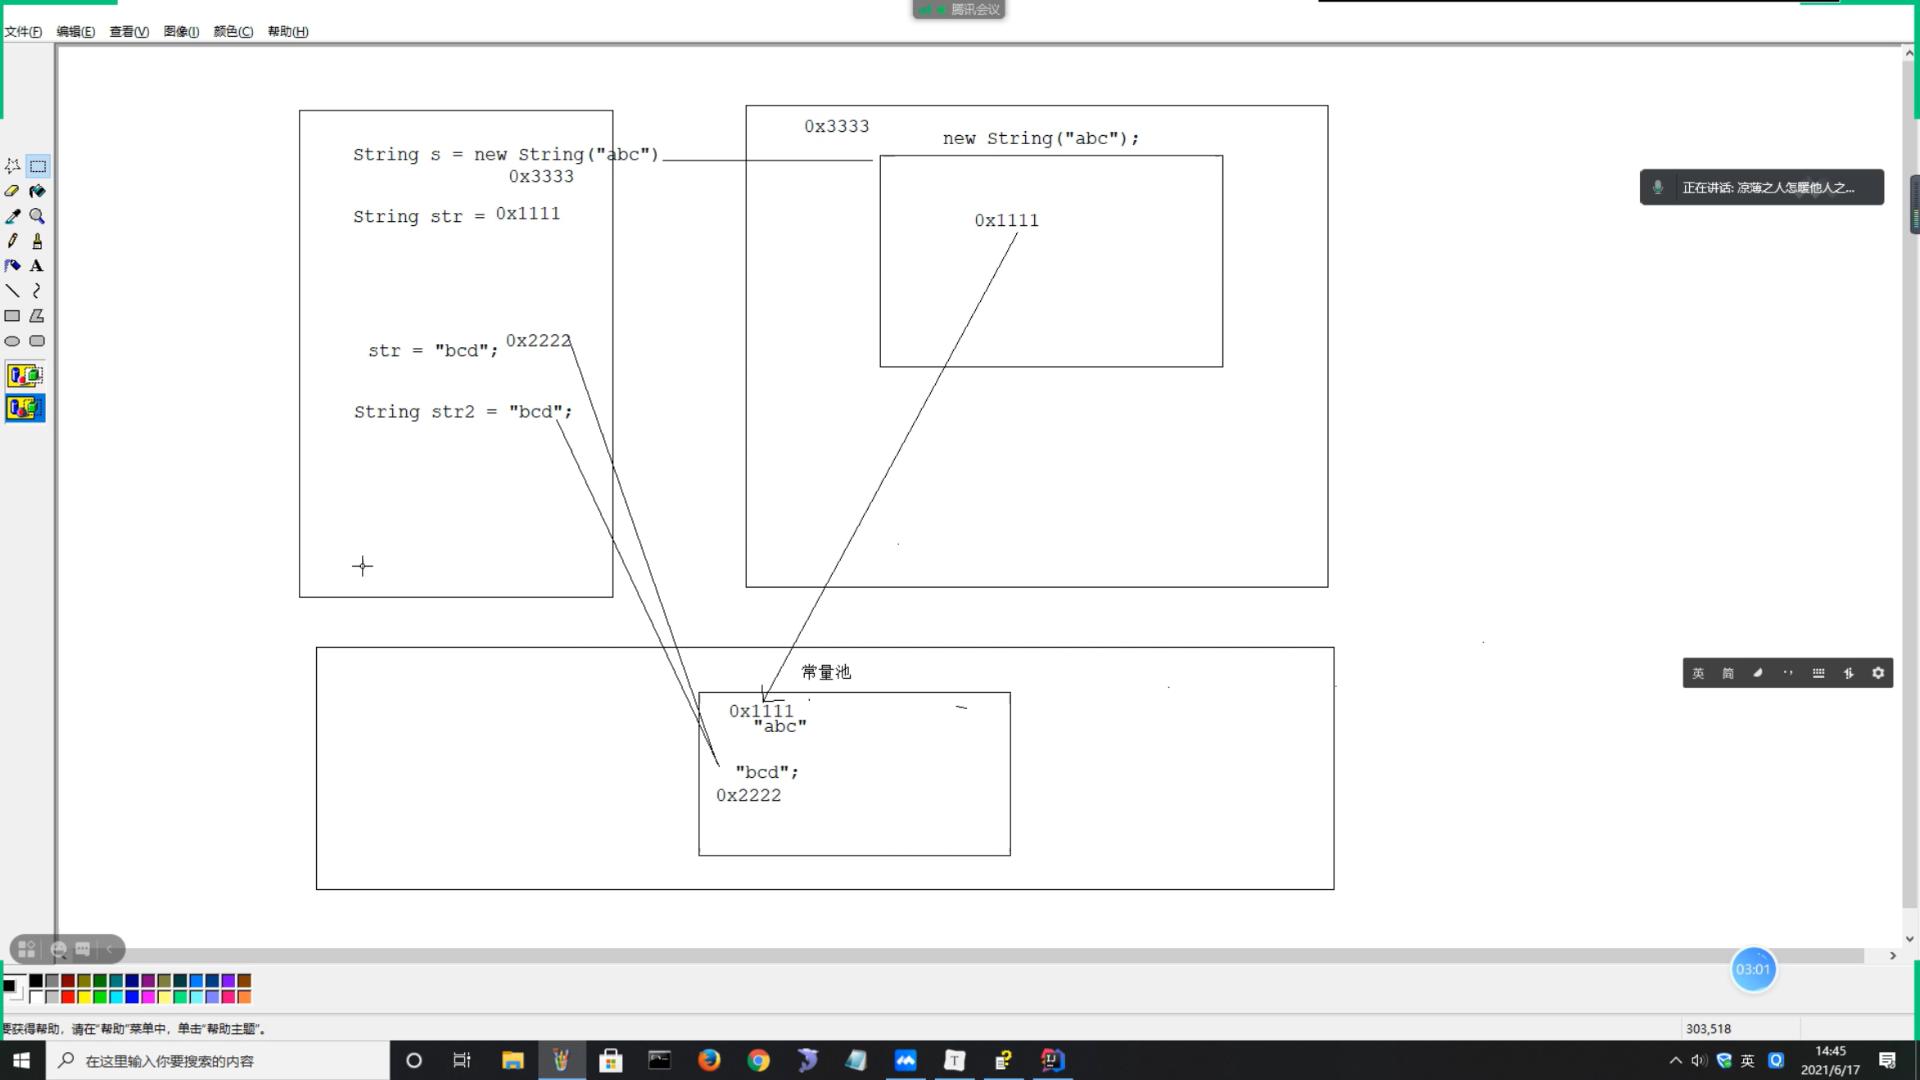 腾讯会议
文件(F) 编辑(E) 查看(V) 图像(I) 颜色(C) 帮助(H)
String s = new String("abc")
0x3333
String str = 0x1111
str = "bcd"; 0x2222
String str2 = "bcd";
0x3333
new String("abc");
0x1111
正在讲话: 凉薄之人怎暖他人之...
英 简
常量池
0x1111
"abc"
"bcd";
0x2222
03:01
要获得帮助，请在"帮助"菜单中，单击"帮助主题"。
303,518
在这里输入你要搜索的内容
英
14:45
2021/6/17